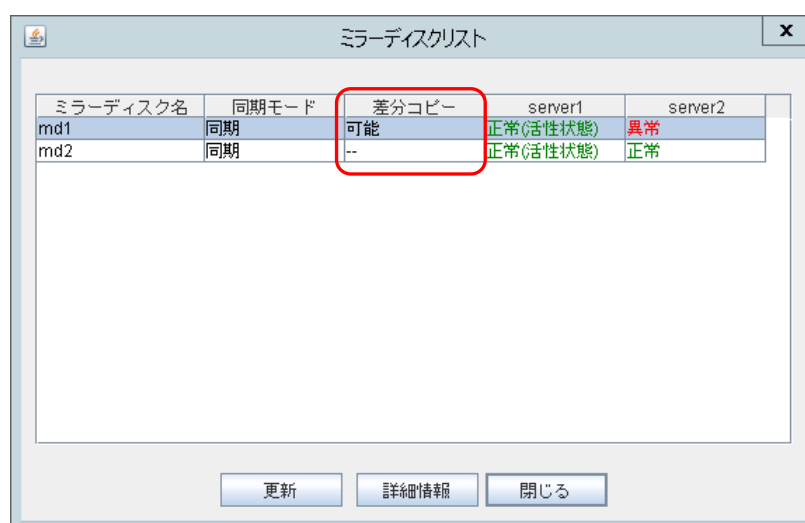 ミラーディスクリスト x
ミラーディスク名 同期モード 差分コピー server1 server2
md1 同期 可能 正常(活性状態) 異常
md2 同期 -- 正常(活性状態) 正常
更新 詳細情報 閉じる